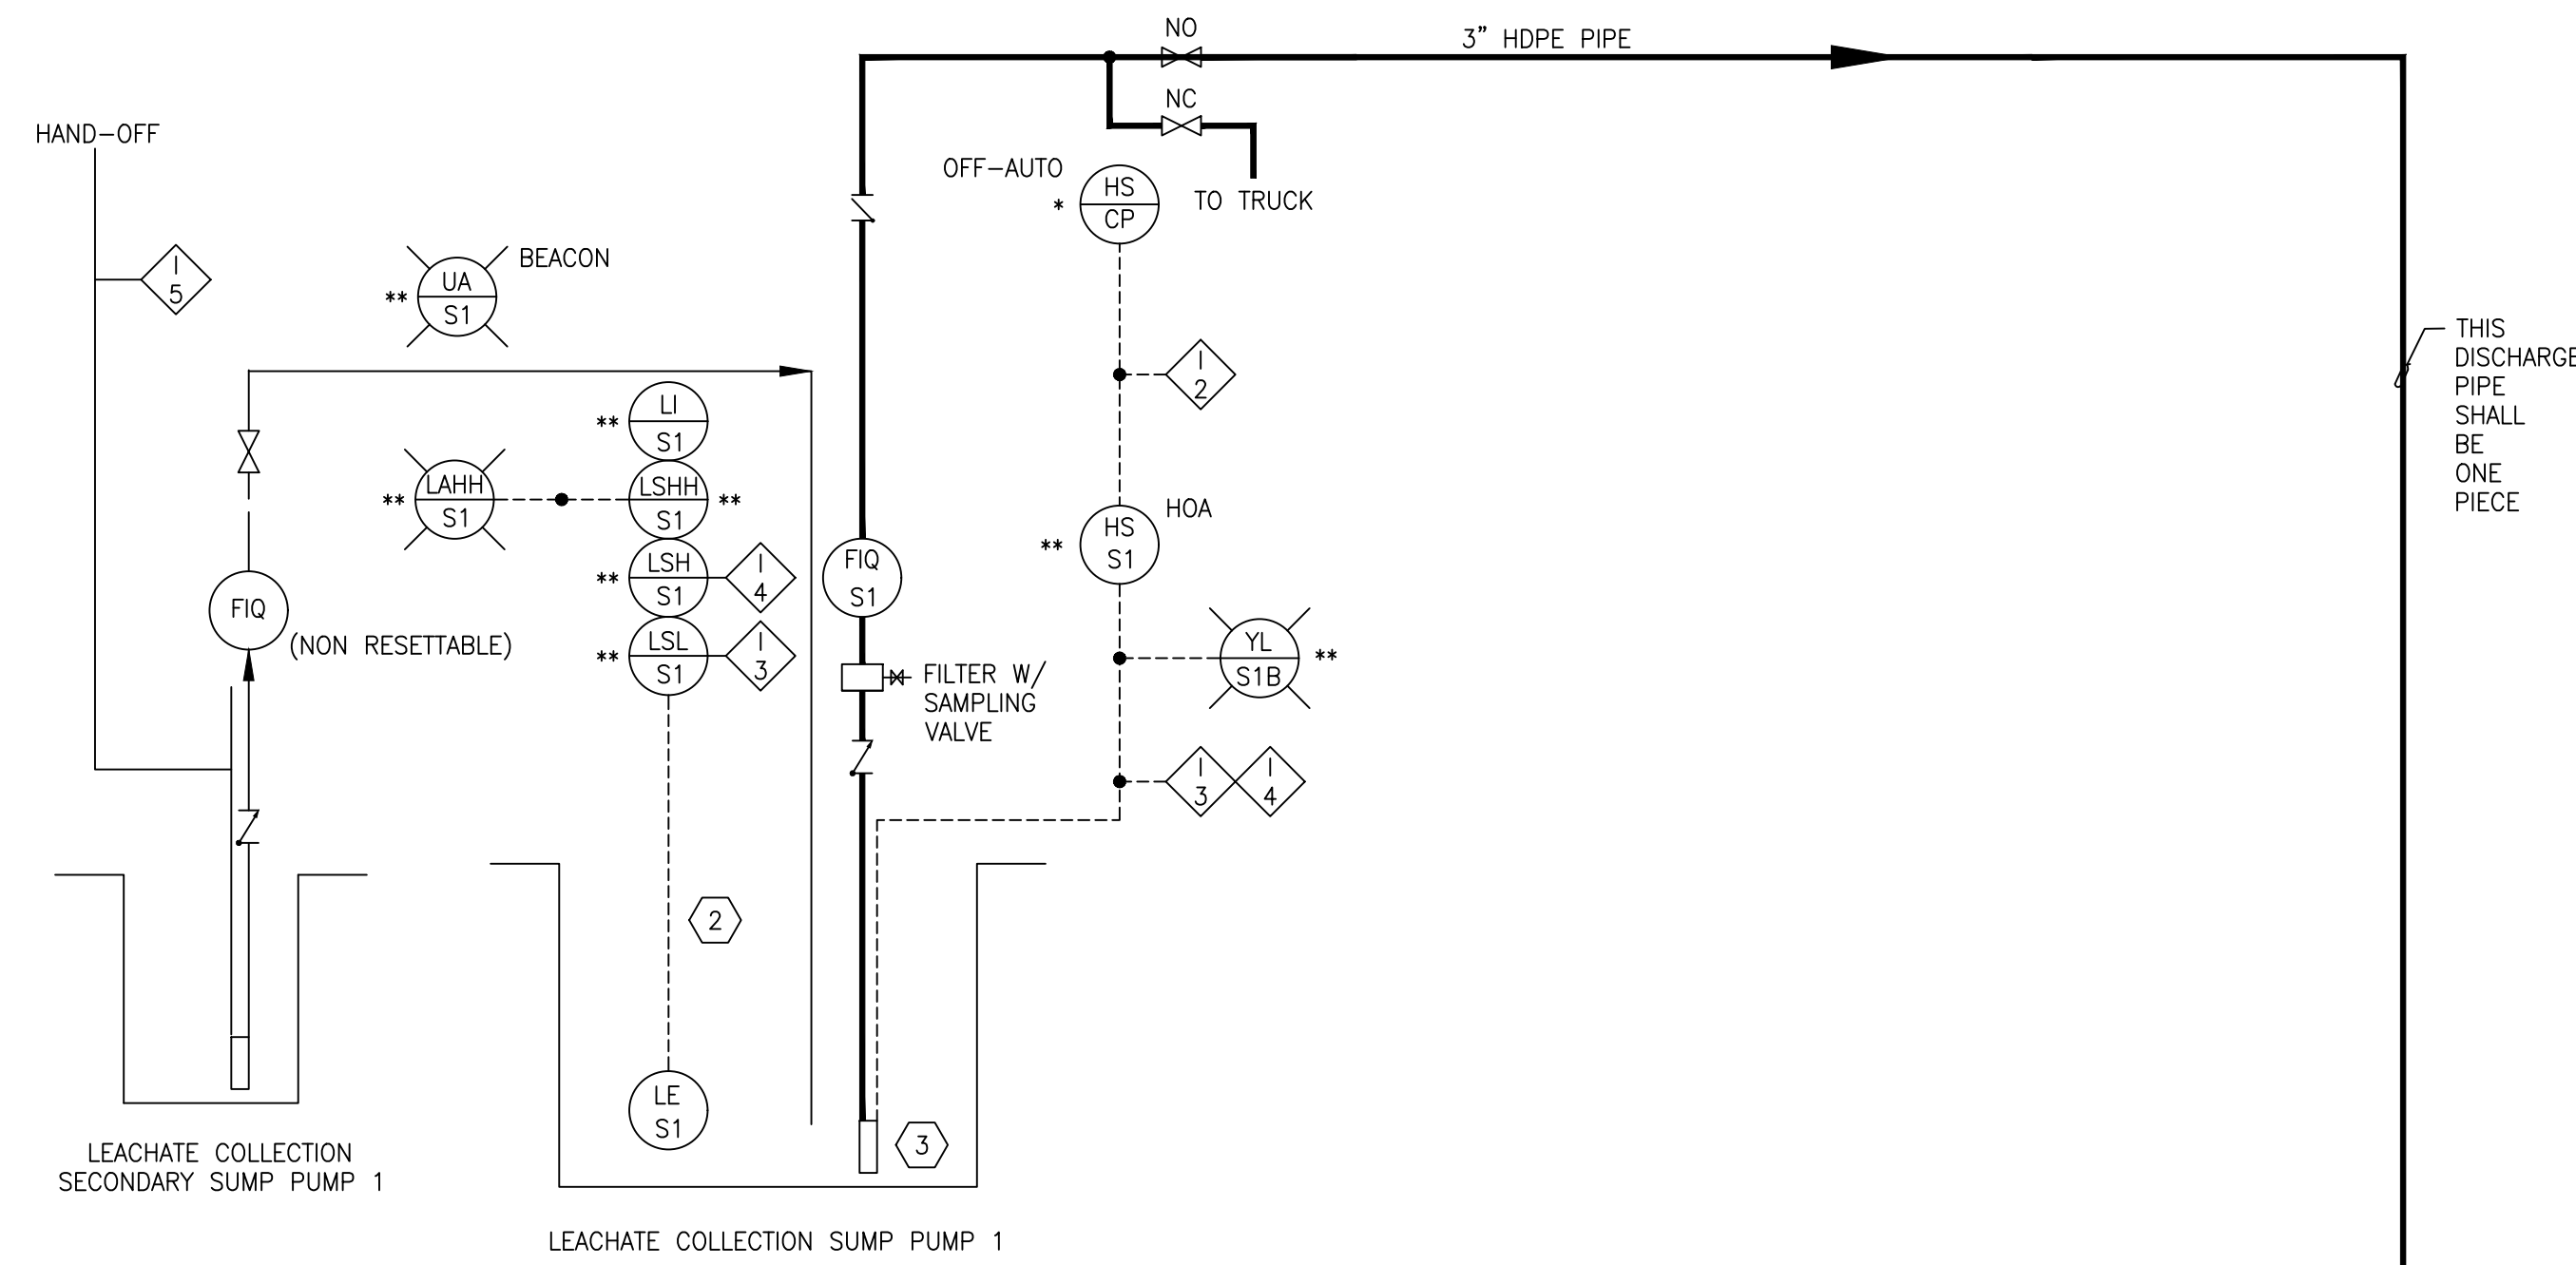 NO
3” HDPE PIPE
NC
HAND-OFF
OFF-AUTO
*
HS
CP
TO TRUCK
I
5
**
UA
S1
BEACON
THIS
DISCHARGE
PIPE
SHALL
BE
ONE
PIECE
I
2
**
LI
S1
**
LAHH
S1
LSHH
S1
**
**
HS
S1
HOA
**
LSH
S1
I
4
FIQ
S1
FIQ
(NON RESETTABLE)
**
LSL
S1
I
3
FILTER W/
SAMPLING
VALVE
YL
S1B
**
I
3
I
4
2
LE
S1
3
LEACHATE COLLECTION
SECONDARY SUMP PUMP 1
LEACHATE COLLECTION SUMP PUMP 1